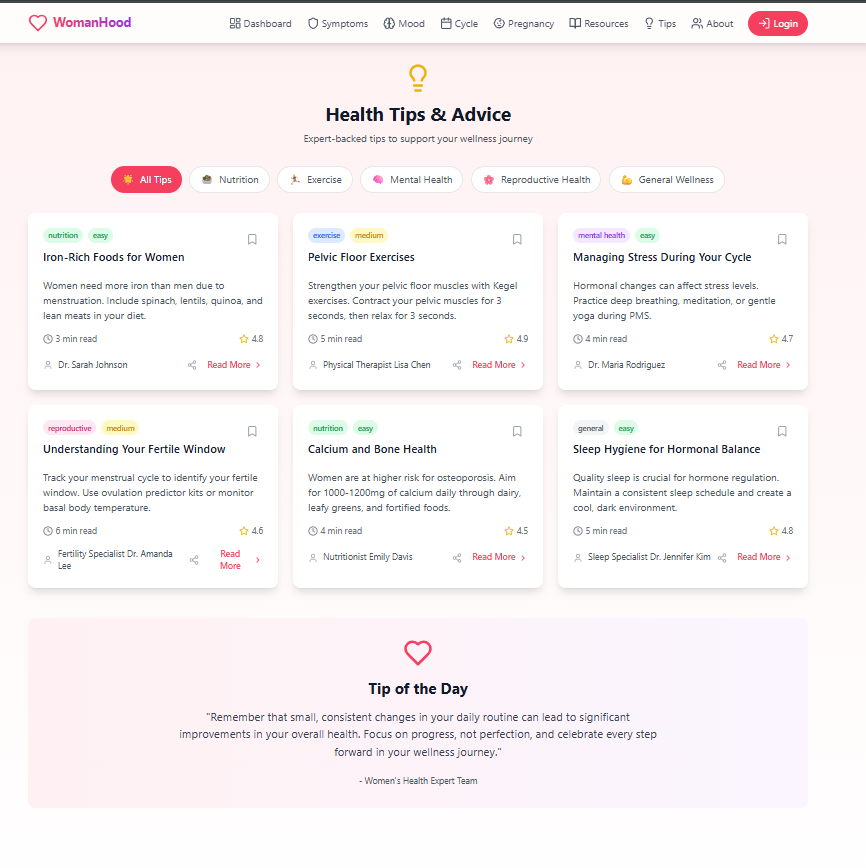 WomanHood Dashboard Symptoms Mood Cycle Pregnancy Resources Tips About Login
Health Tips & Advice
Expert-backed tips to support your wellness journey
All Tips Nutrition Exercise Mental Health Reproductive Health General Wellness
nutrition easy
Iron-Rich Foods for Women
Women need more iron than men due to
menstruation. Include spinach, lentils, quinoa, and
lean meats in your diet.
3 min read 4.8
Dr. Sarah Johnson Read More
exercise medium
Pelvic Floor Exercises
Strengthen your pelvic floor muscles with Kegel
exercises. Contract your pelvic muscles for 3
seconds, then relax for 3 seconds.
5 min read 4.9
Physical Therapist Lisa Chen Read More
mental health easy
Managing Stress During Your Cycle
Hormonal changes can affect stress levels.
Practice deep breathing, meditation, or gentle
yoga during PMS.
4 min read 4.7
Dr. Maria Rodriguez Read More
reproductive medium
Understanding Your Fertile Window
Track your menstrual cycle to identify your fertile
window. Use ovulation predictor kits or monitor
basal body temperature.
6 min read 4.6
Fertility Specialist Dr. Amanda
Lee
Read
More
nutrition easy
Calcium and Bone Health
Women are at higher risk for osteoporosis. Aim
for 1000-1200mg of calcium daily through dairy,
leafy greens, and fortified foods.
4 min read 4.5
Nutritionist Emily Davis Read More
general easy
Sleep Hygiene for Hormonal Balance
Quality sleep is crucial for hormone regulation.
Maintain a consistent sleep schedule and create a
cool, dark environment.
5 min read 4.8
Sleep Specialist Dr. Jennifer Kim Read More
Tip of the Day
"Remember that small, consistent changes in your daily routine can lead to significant
improvements in your overall health. Focus on progress, not perfection, and celebrate every step
forward in your wellness journey."
- Women's Health Expert Team